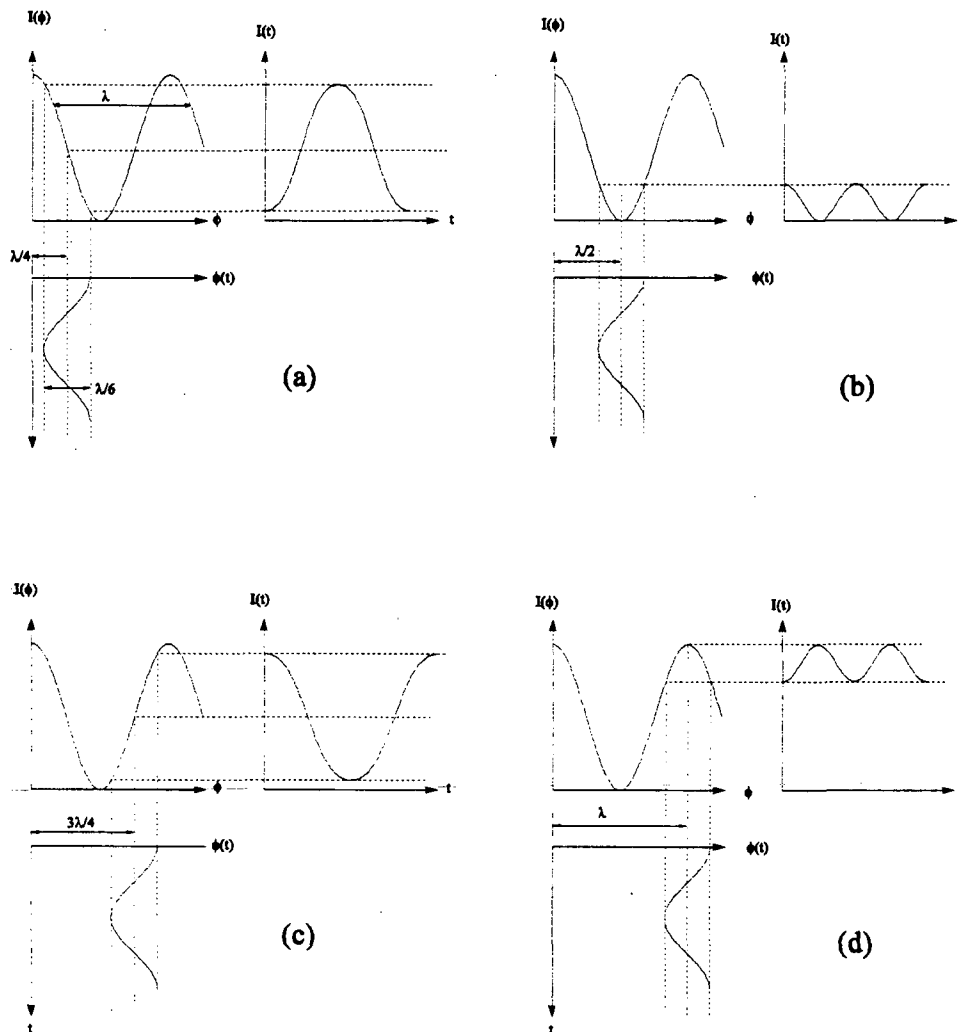 I(ϕ)
I(t)
λ
ϕ
t
λ/4
ϕ(t)
λ/6
(a)
I(ϕ)
I(t)
ϕ
λ/2
ϕ(t)
(b)
I(ϕ)
I(t)
ϕ
t
3λ/4
ϕ(t)
(c)
t
I(ϕ)
I(t)
ϕ
λ
ϕ(t)
(d)
t